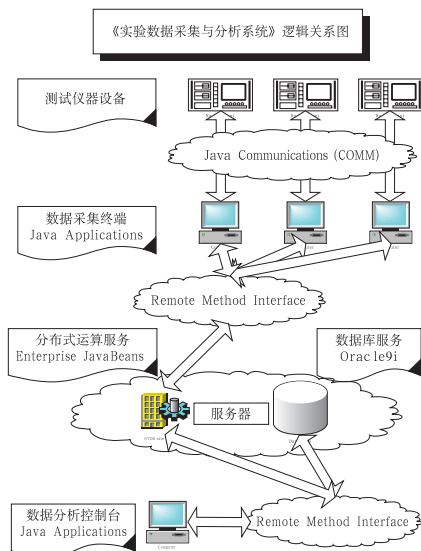 《实验数据采集与分析系统》逻辑关系图
测试仪器设备
Java Communications (COMM)
数据采集终端
Java Applications
Remote Method Interface
分布式运算服务
Enterprise JavaBeans
数据库服务
Oracle9i
服务器
数据分析控制台
Java Applications
Computer
Remote Method Interface